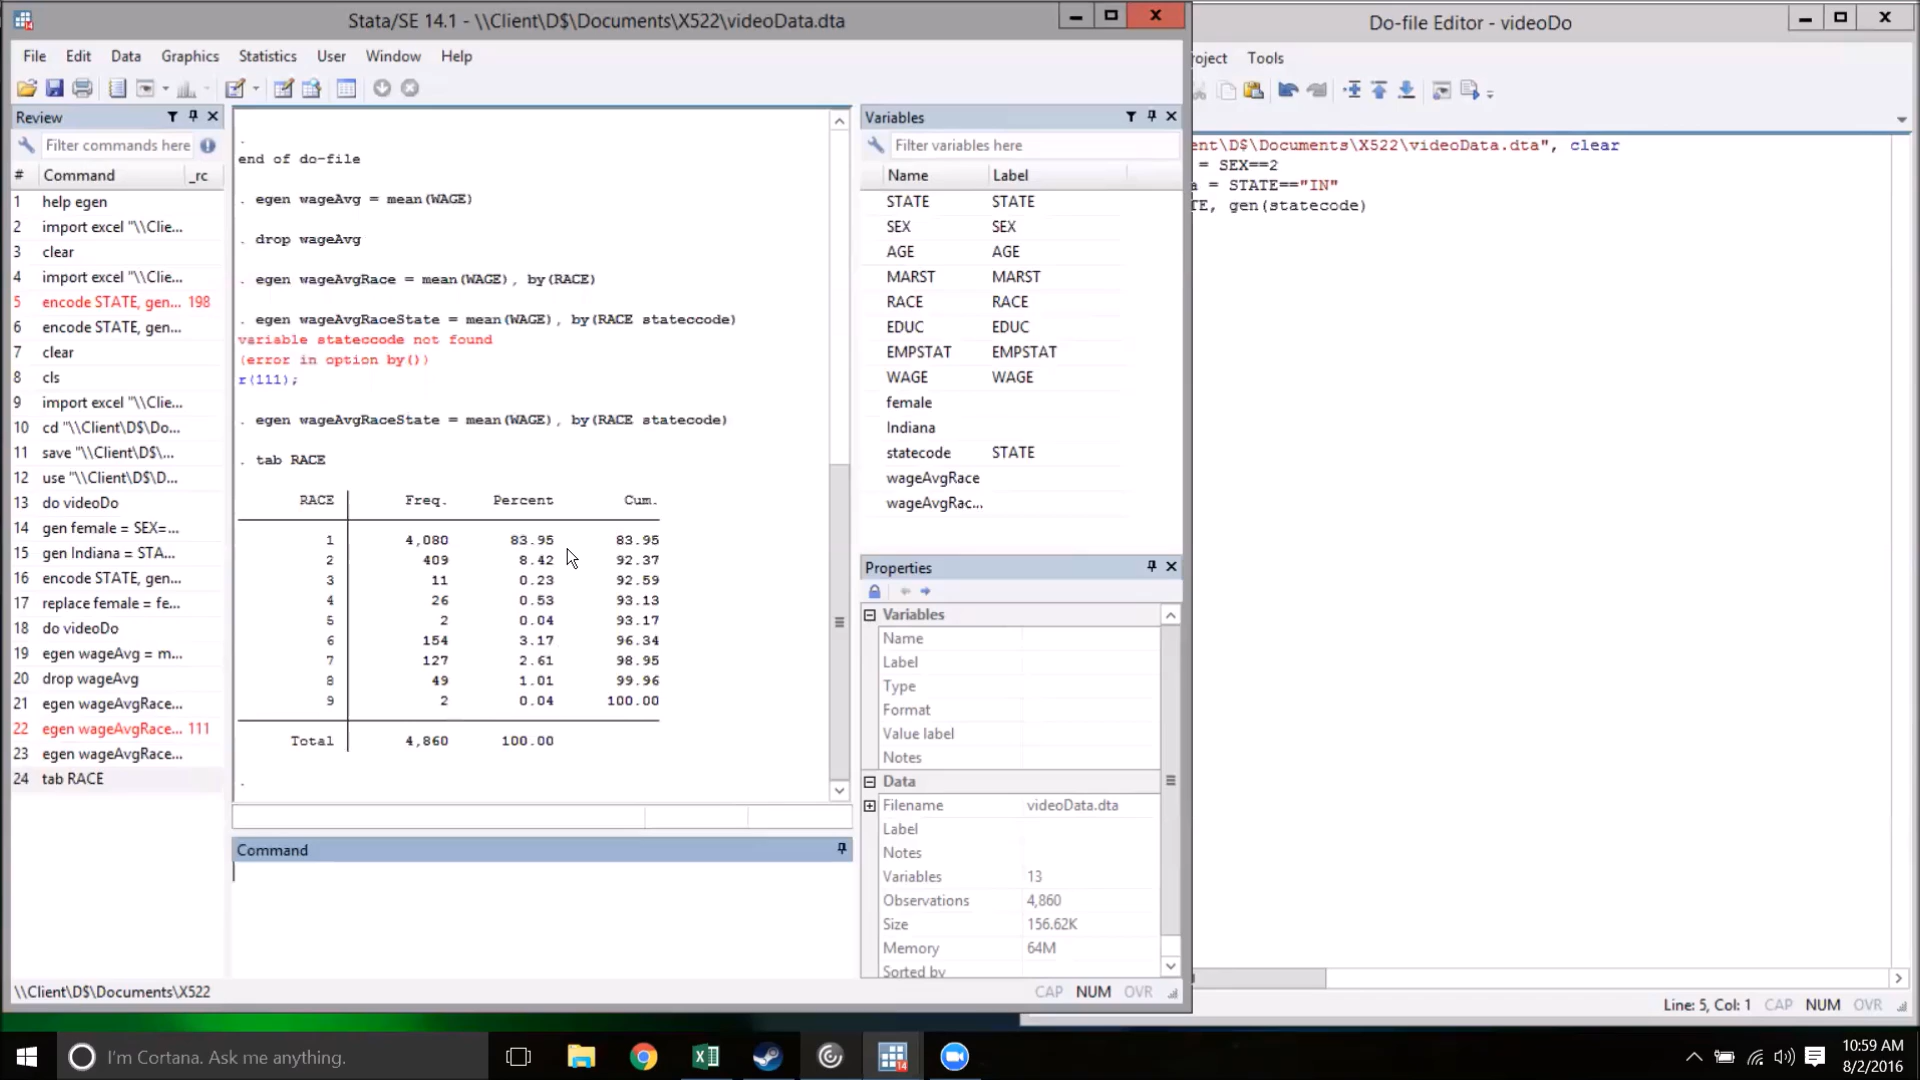 Stata/SE 14.1 - \\Client\D$\Documents\X522\videoData.dta
File Edit Data Graphics Statistics User Window Help
Review
Filter commands here
# Command _rc
1 help egen
2 import excel "\\Clie...
3 clear
4 import excel "\\Clie...
5 encode STATE, gen... 198
6 encode STATE, gen...
7 clear
8 cls
9 import excel "\\Clie...
10 cd "\\Client\D$\Do...
11 save "\\Client\D$\...
12 use "\\Client\D$\D...
13 do videoDo
14 gen female = SEX=...
15 gen Indiana = STA...
16 encode STATE, gen...
17 replace female = fe...
18 do videoDo
19 egen wageAvg = m...
20 drop wageAvg
21 egen wageAvgRace...
22 egen wageAvgRace... 111
23 egen wageAvgRace...
24 tab RACE
.
end of do-file
. egen wageAvg = mean(WAGE)
. drop wageAvg
. egen wageAvgRace = mean(WAGE), by(RACE)
. egen wageAvgRaceState = mean(WAGE), by(RACE stateccode)
variable stateccode not found
(error in option by())
r(111);
. egen wageAvgRaceState = mean(WAGE), by(RACE statecode)
. tab RACE
RACE Freq. Percent Cum.
1 4,080 83.95 83.95
2 409 8.42 92.37
3 11 0.23 92.59
4 26 0.53 93.13
5 2 0.04 93.17
6 154 3.17 96.34
7 127 2.61 98.95
8 49 1.01 99.96
9 2 0.04 100.00
Total 4,860 100.00
.
Command
Variables
Filter variables here
Name Label
STATE STATE
SEX SEX
AGE AGE
MARST MARST
RACE RACE
EDUC EDUC
EMPSTAT EMPSTAT
WAGE WAGE
female
Indiana
statecode STATE
wageAvgRace
wageAvgRac...
Properties
Variables
Name
Label
Type
Format
Value label
Notes
Data
Filename videoData.dta
Label
Notes
Variables 13
Observations 4,860
Size 156.62K
Memory 64M
Sorted by
\\Client\D$\Documents\X522
CAP NUM OVR
Do-file Editor - videoDo
oject Tools
ent\D$\Documents\X522\videoData.dta", clear
= SEX==2
a = STATE=="IN"
TE, gen(statecode)
Line: 5, Col: 1 CAP NUM OVR
I'm Cortana. Ask me anything.
14
10:59 AM
8/2/2016